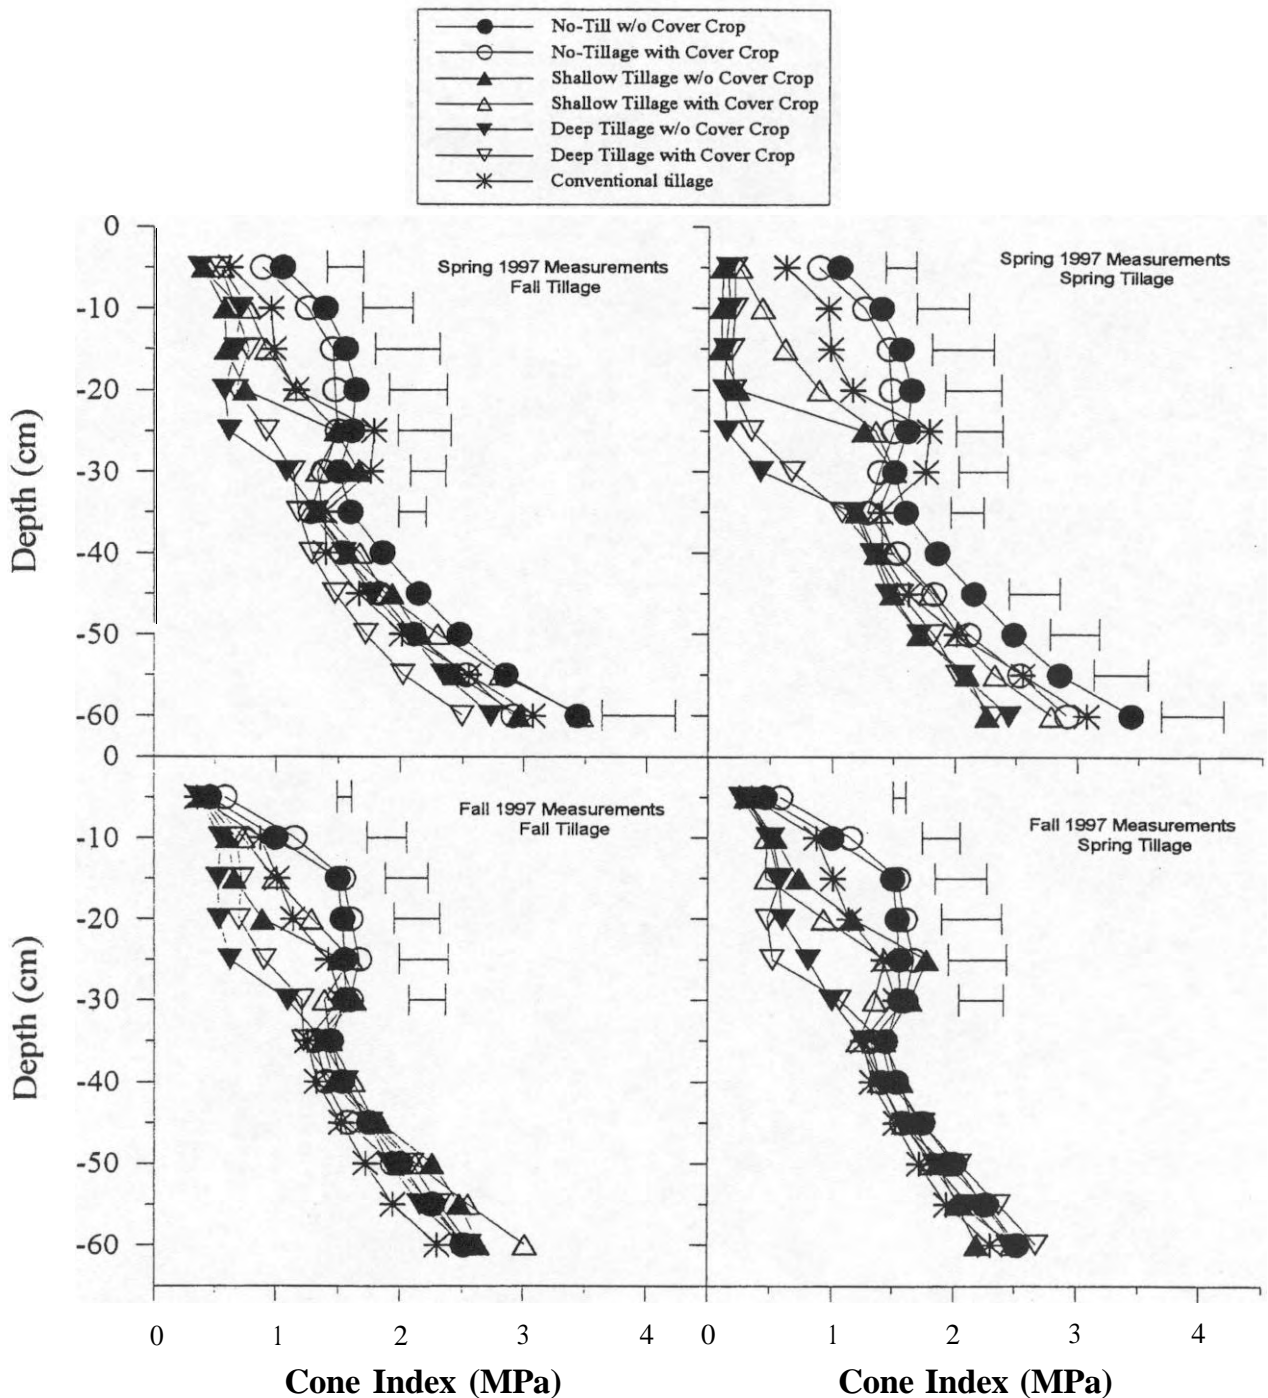 No-Till w/o Cover Crop
No-Tillage with Cover Crop
Shallow Tillage w/o Cover Crop
Shallow Tillage with Cover Crop
Deep Tillage w/o Cover Crop
Deep Tillage with Cover Crop
Conventional tillage
0
-10
-20
-30
-40
-50
-60
Depth (cm)
Spring 1997 Measurements
Fall Tillage
Spring 1997 Measurements
Spring Tillage
0
-10
-20
-30
-40
-50
-60
Depth (cm)
Fall 1997 Measurements
Fall Tillage
Fall 1997 Measurements
Spring Tillage
0 1 2 3 4
0 1 2 3 4
Cone Index (MPa)
Cone Index (MPa)